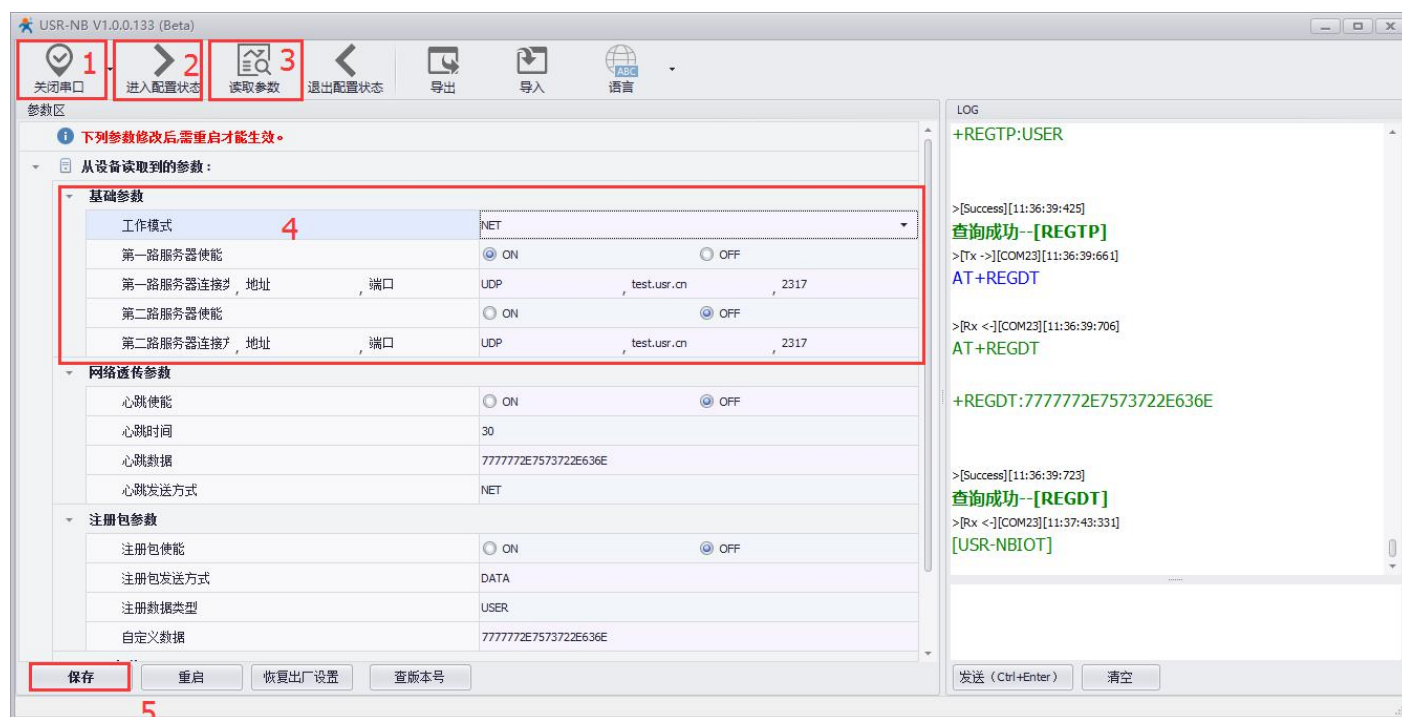 USR-NB V1.0.0.133 (Beta)
1 2 3
ABC
关闭串口 进入配置状态 读取参数 退出配置状态 导出 导入 语言
参数区
下列参数修改后,需重启才能生效。
从设备读取到的参数：
基础参数
工作模式 4 NET
第一路服务器使能 ON OFF
第一路服务器连接 , 地址 , 端口 UDP , test.usr.cn , 2317
第二路服务器使能 ON OFF
第二路服务器连接 , 地址 , 端口 UDP , test.usr.cn , 2317
网络透传参数
心跳使能 ON OFF
心跳时间 30
心跳数据 7777772E7573722E636E
心跳发送方式 NET
注册包参数
注册包使能 ON OFF
注册包发送方式 DATA
注册数据类型 USER
自定义数据 7777772E7573722E636E
保存 重启 恢复出厂设置 查版本号
5
LOG
+REGTP:USER
>[Success][11:36:39:425]
查询成功--[REGTP]
>[Tx ->][COM23][11:36:39:661]
AT+REGDT
>[Rx <-][COM23][11:36:39:706]
AT+REGDT
+REGDT:7777772E7573722E636E
>[Success][11:36:39:723]
查询成功--[REGDT]
>[Rx <-][COM23][11:37:43:331]
[USR-NBIOT]
发送（Ctrl+Enter） 清空